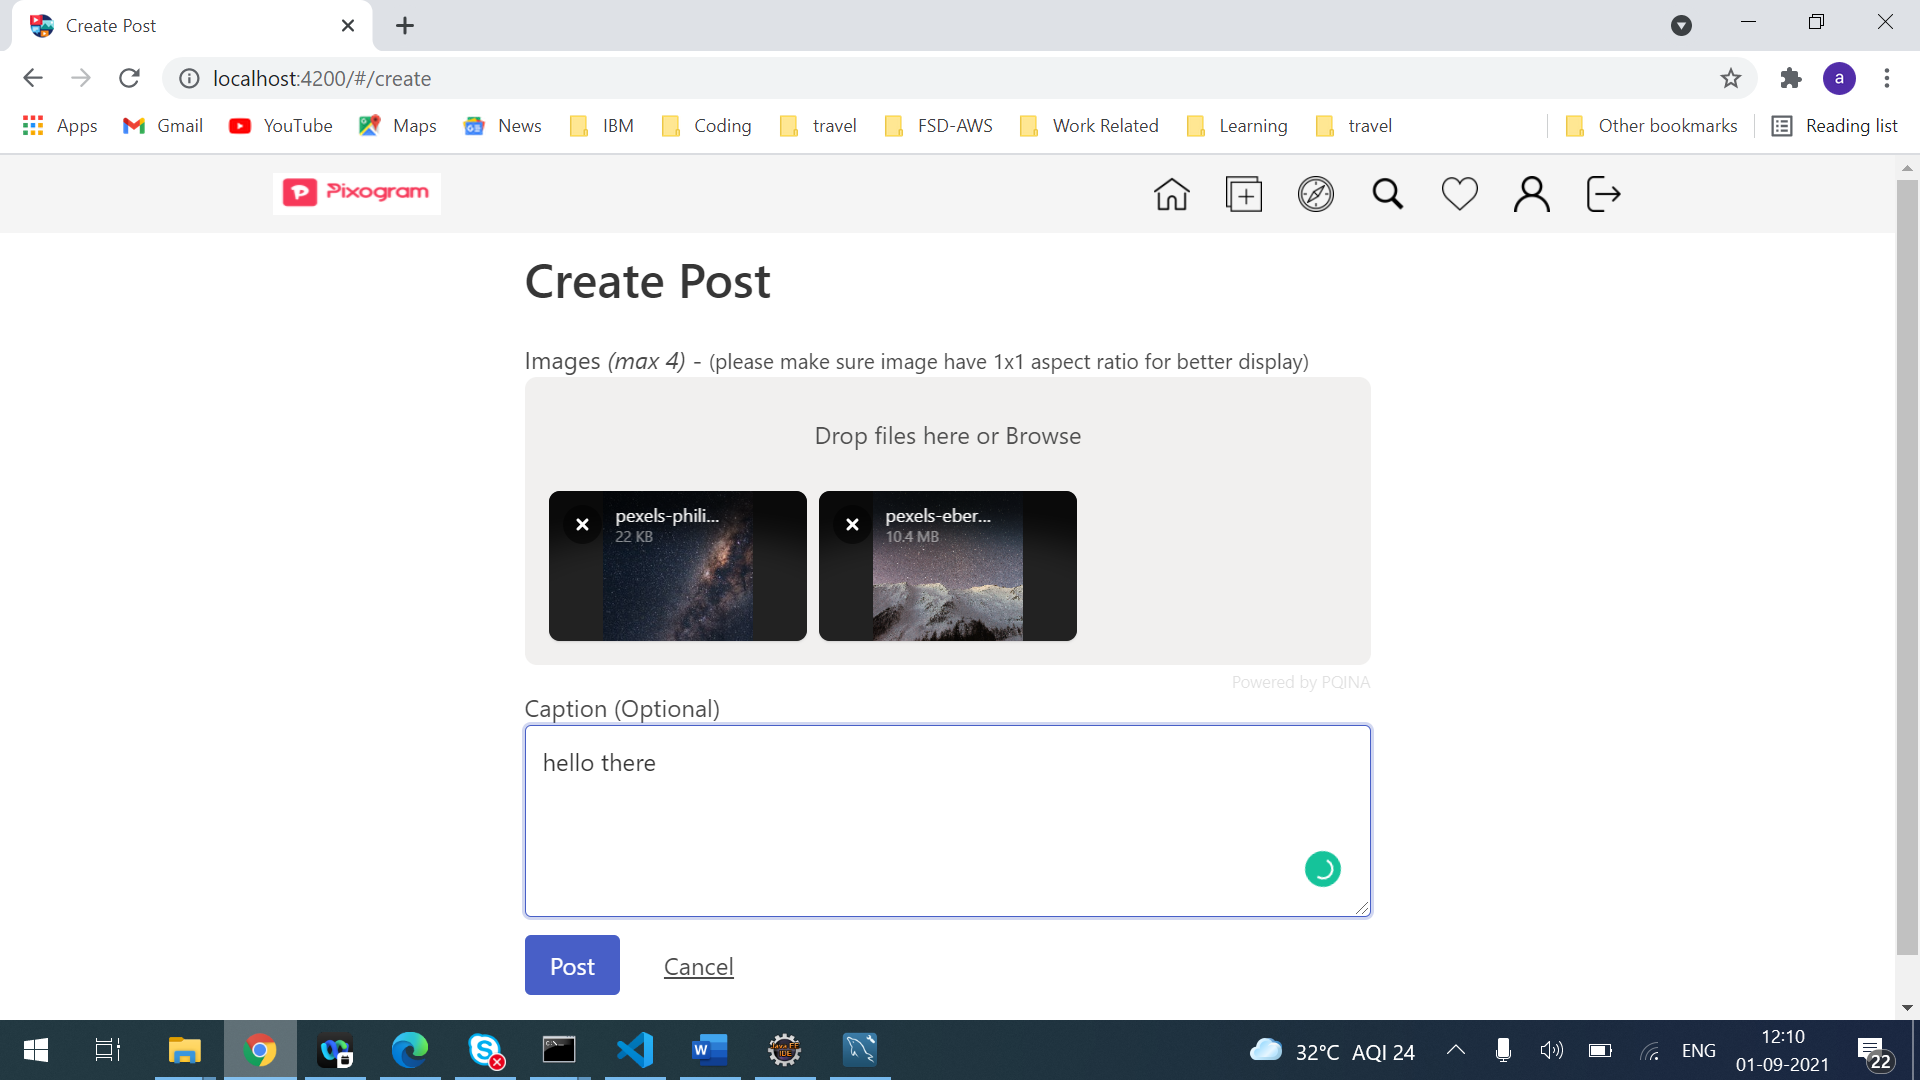 Create Post
localhost:4200/#/create
a
Apps Gmail YouTube Maps News IBM Coding travel FSD-AWS Work Related Learning travel Other bookmarks Reading list
Pixogram
Create Post
Images (max 4) - (please make sure image have 1x1 aspect ratio for better display)
Drop files here or Browse
pexels-phili... pexels-eber...
22 KB 10.4 MB
Powered by PQINA
Caption (Optional)
hello there
Post Cancel
32°C AQI 24 ENG
12:10
01-09-2021
22